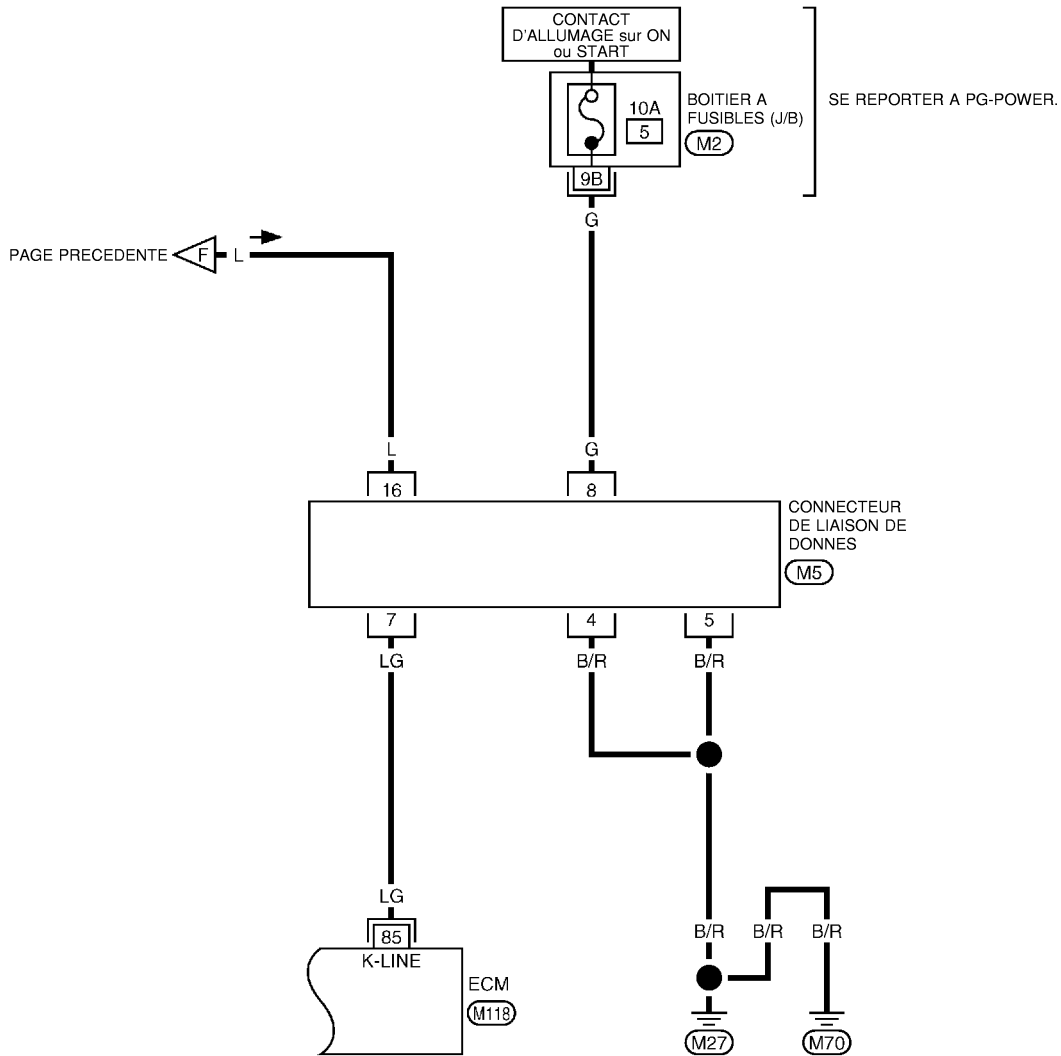 CONTACT
D'ALLUMAGE sur ON
ou START
10A
5
BOITIER A
FUSIBLES (J/B)
M2
SE REPORTER A PG-POWER.
9B
G
PAGE PRECEDENTE
F
L
L
G
16
8
CONNECTEUR
DE LIAISON DE
DONNES
M5
7
4
5
LG
B/R
B/R
LG
B/R
B/R
B/R
85
K-LINE
ECM
M118
M27
M70